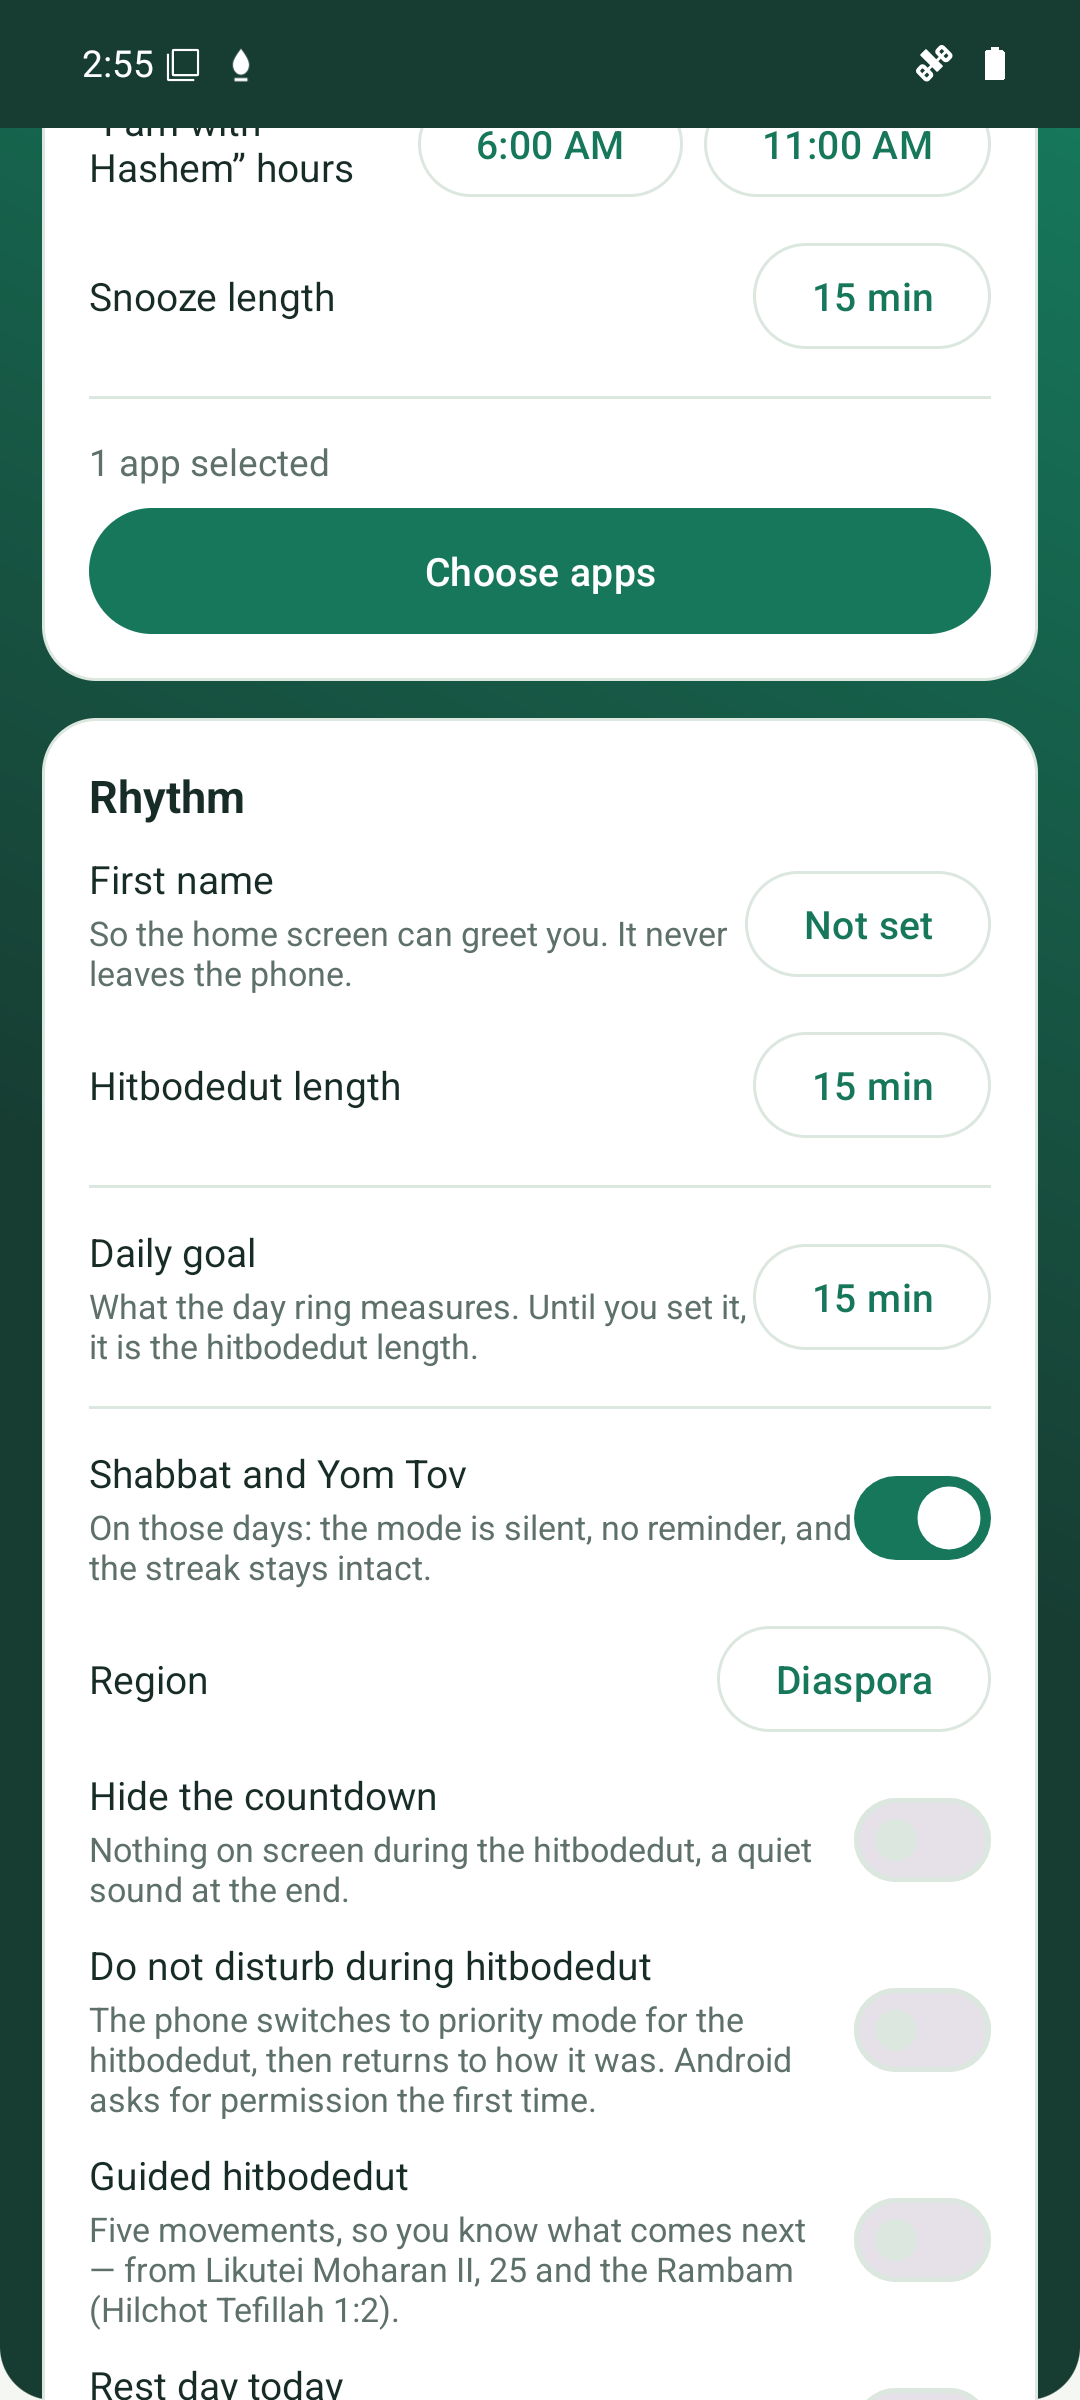 2:55
“I am with
Hashem” hours
6:00 AM
11:00 AM
Snooze length
15 min
1 app selected
Choose apps
Rhythm
First name
So the home screen can greet you. It never
leaves the phone.
Not set
Hitbodedut length
15 min
Daily goal
What the day ring measures. Until you set it,
it is the hitbodedut length.
15 min
Shabbat and Yom Tov
On those days: the mode is silent, no reminder, and
the streak stays intact.
Region
Diaspora
Hide the countdown
Nothing on screen during the hitbodedut, a quiet
sound at the end.
Do not disturb during hitbodedut
The phone switches to priority mode for the
hitbodedut, then returns to how it was. Android
asks for permission the first time.
Guided hitbodedut
Five movements, so you know what comes next
— from Likutei Moharan II, 25 and the Rambam
(Hilchot Tefillah 1:2).
Rest day today